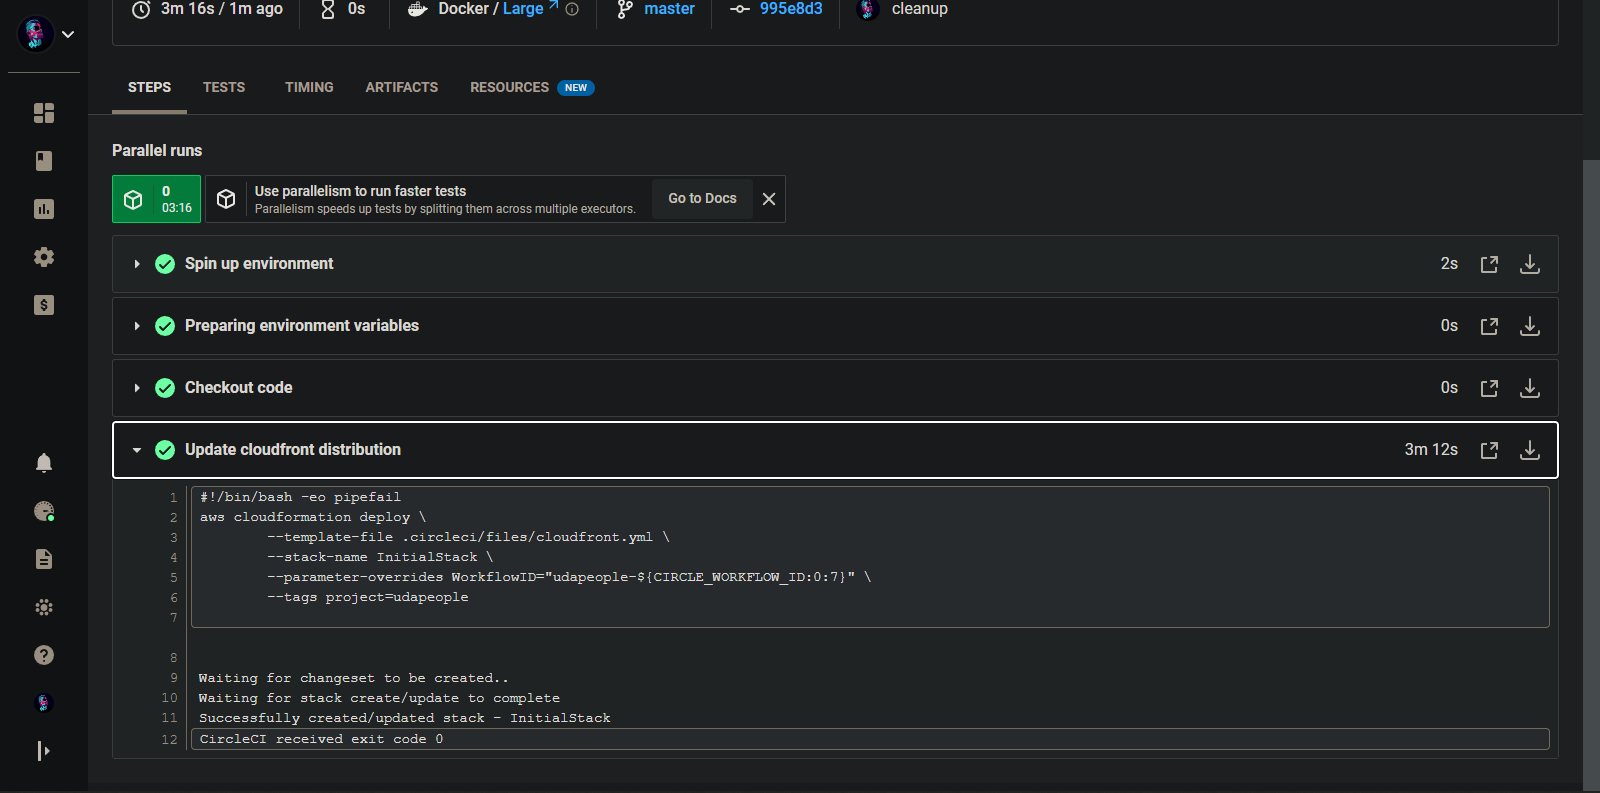 3m 16s / 1m ago
0s
Docker / Large
master
995e8d3
cleanup
STEPS
TESTS
TIMING
ARTIFACTS
RESOURCES NEW
Parallel runs
0
03:16
Use parallelism to run faster tests
Parallelism speeds up tests by splitting them across multiple executors.
Go to Docs
Spin up environment 2s
Preparing environment variables 0s
Checkout code 0s
Update cloudfront distribution 3m 12s
1 #!/bin/bash -eo pipefail
2 aws cloudformation deploy \
3 --template-file .circleci/files/cloudfront.yml \
4 --stack-name InitialStack \
5 --parameter-overrides WorkflowID="udapeople-${CIRCLE_WORKFLOW_ID:0:7}" \
6 --tags project=udapeople
7
8
9 Waiting for changeset to be created..
10 Waiting for stack create/update to complete
11 Successfully created/updated stack - InitialStack
12 CircleCI received exit code 0